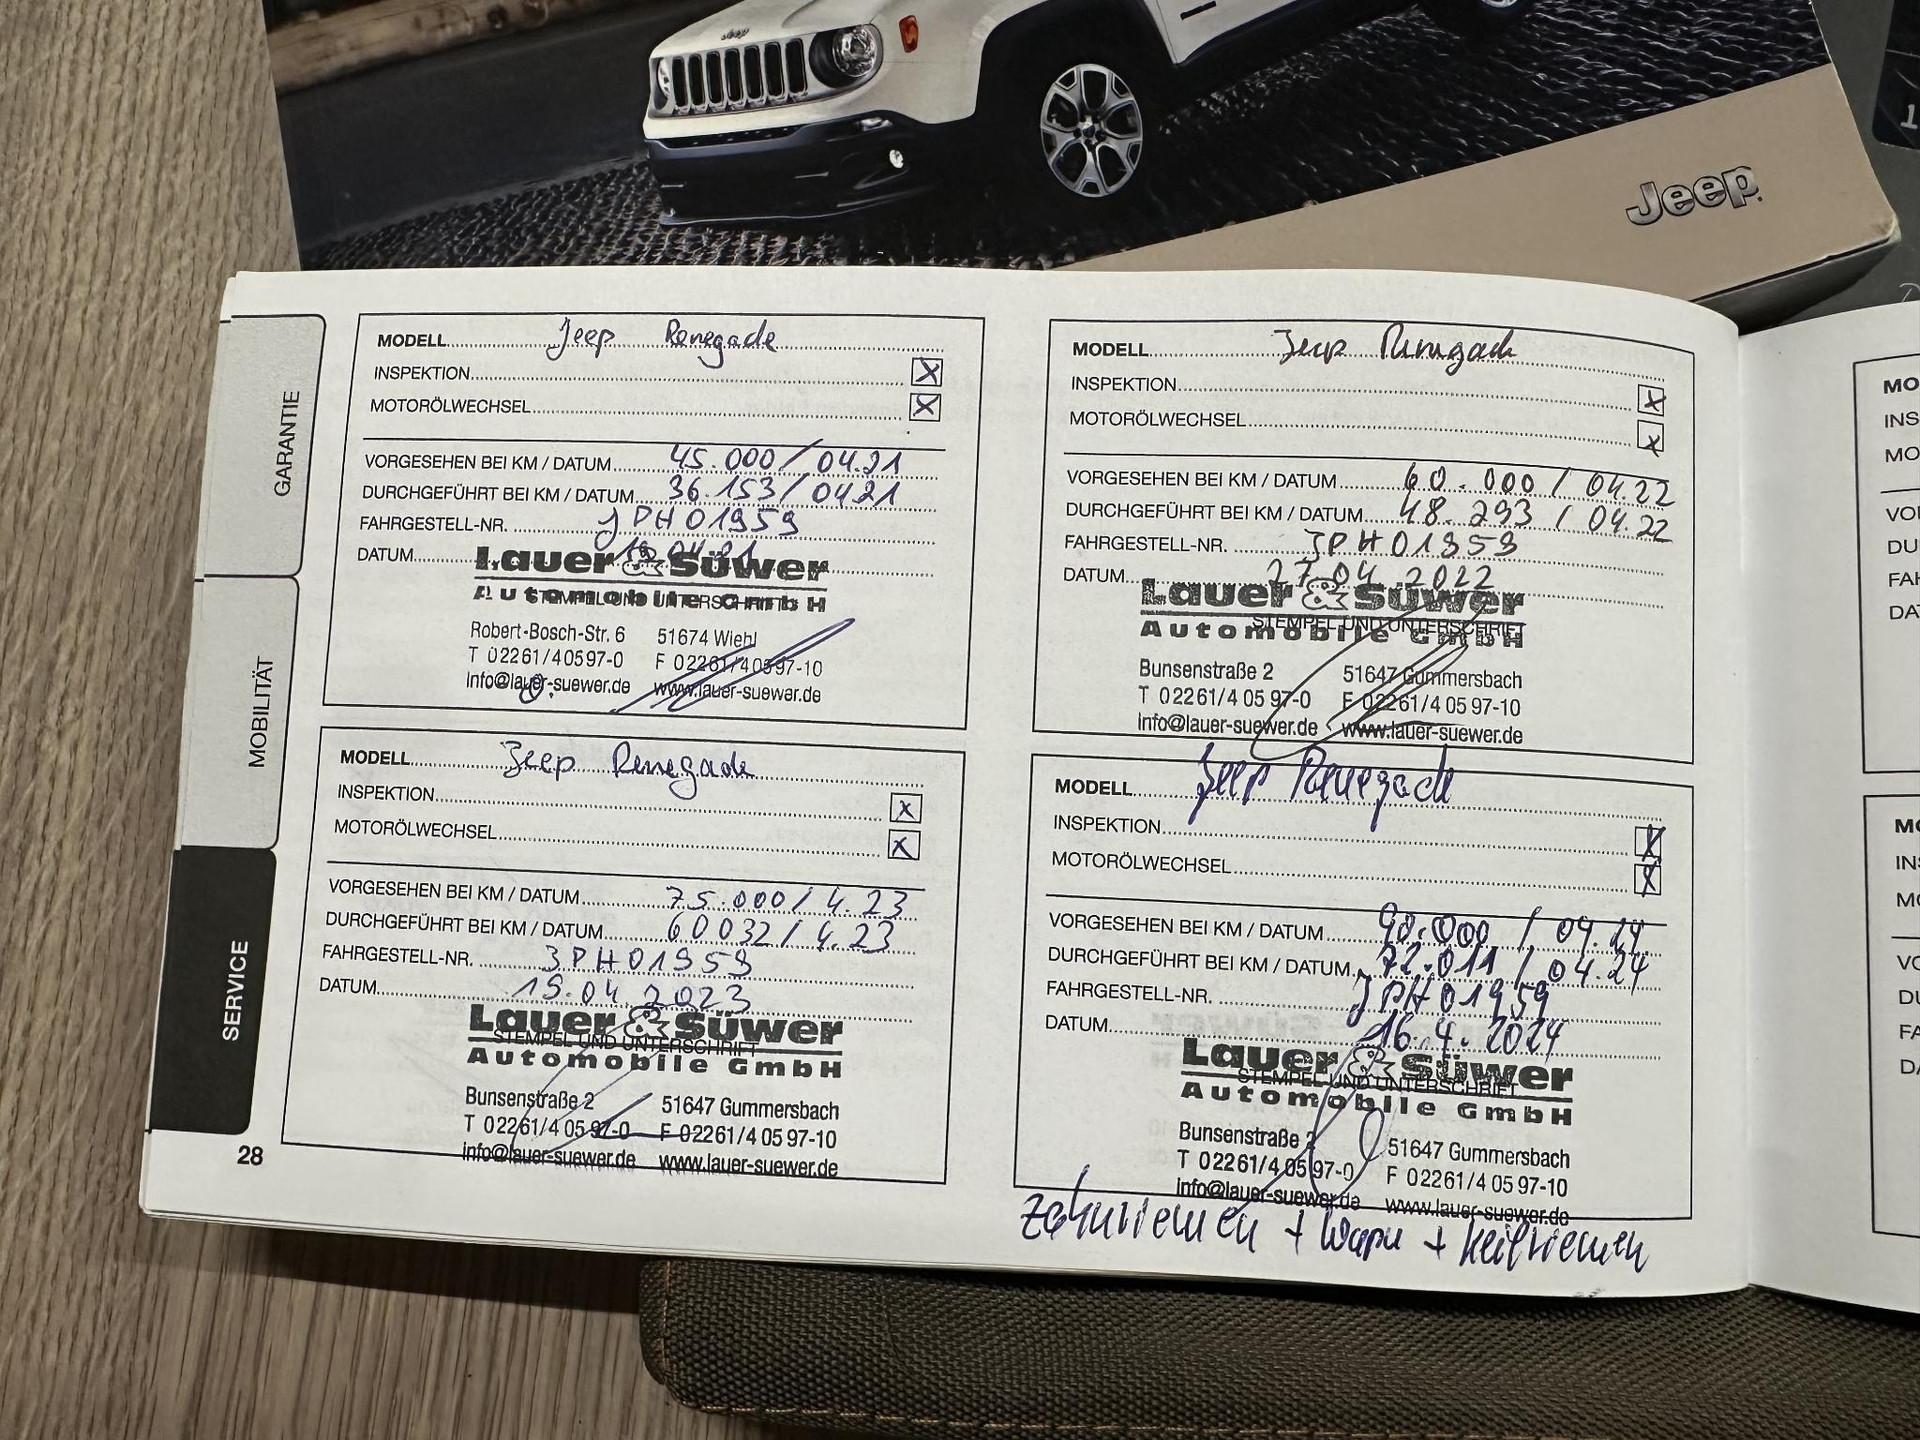 Jeep
GARANTIE
MOBILITÄT
SERVICE
MODELL Jeep Renegade
INSPEKTION X
MOTORÖLWECHSEL X
VORGESEHEN BEI KM / DATUM 45.000 / 04.21
DURCHGEFÜHRT BEI KM / DATUM 36.153 / 04.21
FAHRGESTELL-NR. JPH01959
DATUM
Lauer & Süwer
Automobile GmbH
STEMPEL UND UNTERSCHRIFT
Robert-Bosch-Str. 6 51674 Wiehl
T 02261/40597-0 F 02261/40597-10
info@lauer-suewer.de www.lauer-suewer.de
MODELL Jeep Renegade
INSPEKTION X
MOTORÖLWECHSEL X
VORGESEHEN BEI KM / DATUM 60.000 / 04.22
DURCHGEFÜHRT BEI KM / DATUM 48.293 / 04.22
FAHRGESTELL-NR. JPH01959
DATUM 27.04.2022
Lauer & Süwer
STEMPEL UND UNTERSCHRIFT
Automobile GmbH
Bunsenstraße 2 51647 Gummersbach
T 02261/4 05 97-0 F 02261/4 05 97-10
info@lauer-suewer.de www.lauer-suewer.de
MODELL Jeep Renegade
INSPEKTION X
MOTORÖLWECHSEL X
VORGESEHEN BEI KM / DATUM 75.000 / 4.23
DURCHGEFÜHRT BEI KM / DATUM 60032 / 4.23
FAHRGESTELL-NR. JPH01959
DATUM 19.04.2023
Lauer & Süwer
STEMPEL UND UNTERSCHRIFT
Automobile GmbH
Bunsenstraße 2 51647 Gummersbach
T 02261/4 05 97-0 F 02261/4 05 97-10
info@lauer-suewer.de www.lauer-suewer.de
28
MODELL Jeep Renegade
INSPEKTION X
MOTORÖLWECHSEL X
VORGESEHEN BEI KM / DATUM 90.000 / 04.24
DURCHGEFÜHRT BEI KM / DATUM 72.011 / 04.24
FAHRGESTELL-NR. JPH01959
DATUM 16.4.2024
Lauer & Süwer
STEMPEL UND UNTERSCHRIFT
Automobile GmbH
Bunsenstraße 2 51647 Gummersbach
T 02261/4 05 97-0 F 02261/4 05 97-10
info@lauer-suewer.de www.lauer-suewer.de
Zahnriemen + Wapu + Keilriemen